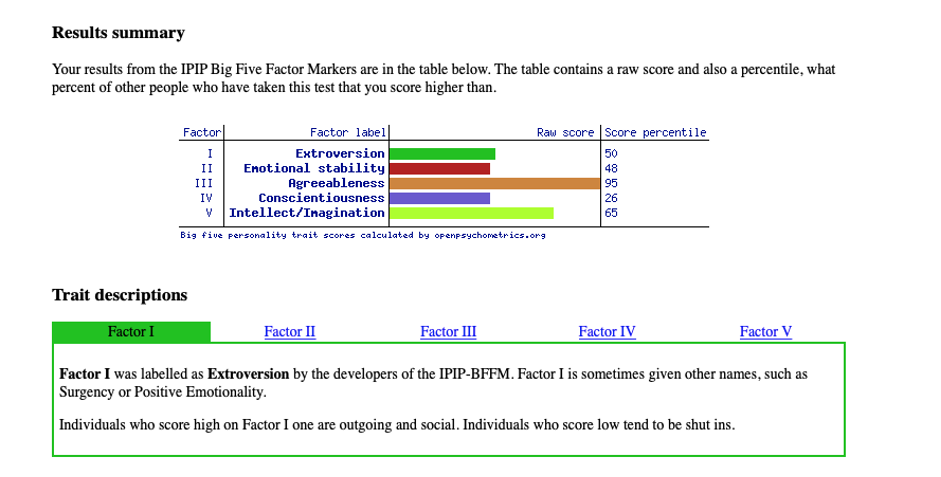 Results summary
Your results from the IPIP Big Five Factor Markers are in the table below. The table contains a raw score and also a percentile, what
percent of other people who have taken this test that you score higher than.
Factor Factor label Raw score Score percentile
I Extroversion 50
II Emotional stability 48
III Agreeableness 95
IV Conscientiousness 26
V Intellect/Imagination 65
Big five personality trait scores calculated by openpsychometrics.org
Trait descriptions
Factor I Factor II Factor III Factor IV Factor V
Factor I was labelled as Extroversion by the developers of the IPIP-BFFM. Factor I is sometimes given other names, such as
Surgency or Positive Emotionality.
Individuals who score high on Factor I one are outgoing and social. Individuals who score low tend to be shut ins.